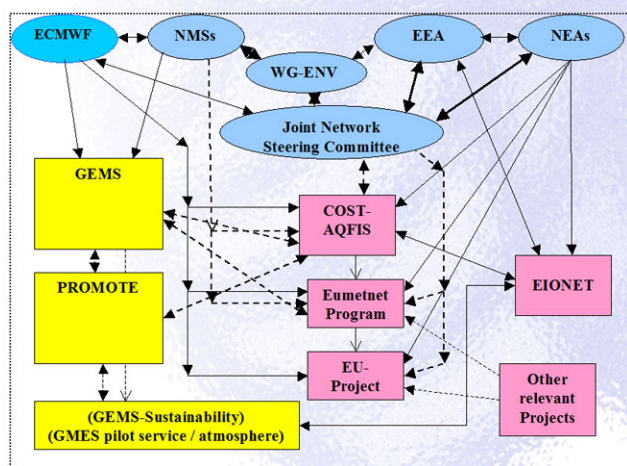 ECMWF
NMSs
EEA
NEAs
WG-ENV
Joint Network
Steering Committee
GEMS
COST-
AQFIS
PROMOTE
Eumetnet
Program
EIONET
EU-
Project
Other
relevant
Projects
(GEMS-Sustainability)
(GMES pilot service / atmosphere)